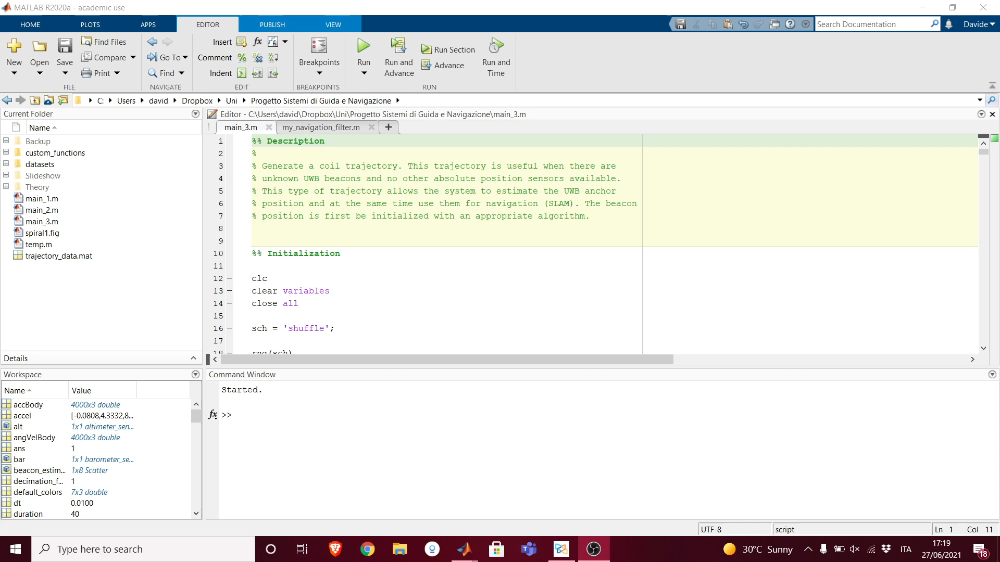 MATLAB R2020a - academic use
HOME PLOTS APPS EDITOR PUBLISH VIEW
Search Documentation
Davide
New
Open
Save
Find Files
Compare
Print
FILE
Go To
Find
NAVIGATE
Insert
Comment
Indent
EDIT
Breakpoints
BREAKPOINTS
Run
Run and Advance
Run Section
Advance
Run and Time
RUN
C: Users david Dropbox Uni Progetto Sistemi di Guida e Navigazione
Current Folder
Name
Backup
custom_functions
datasets
Slideshow
Theory
main_1.m
main_2.m
main_3.m
spiral1.fig
temp.m
trajectory_data.mat
Details
Editor - C:\Users\david\Dropbox\Uni\Progetto Sistemi di Guida e Navigazione\main_3.m
main_3.m my_navigation_filter.m
1 %% Description
2 %
3 % Generate a coil trajectory. This trajectory is useful when there are
4 % unknown UWB beacons and no other absolute position sensors available.
5 % This type of trajectory allows the system to estimate the UWB anchor
6 % position and at the same time use them for navigation (SLAM). The beacon
7 % position is first be initialized with an appropriate algorithm.
8
9
10 %% Initialization
11
12 clc
13 clear variables
14 close all
15
16 sch = 'shuffle';
17
18 rng(sch)
Workspace
Name Value
accBody 4000x3 double
accel [-0.0808,4.3332,8...
alt 1x1 altimeter_sen...
angVelBody 4000x3 double
ans 1
bar 1x1 barometer_se...
beacon_estim... 1x8 Scatter
decimation_f... 1
default_colors 7x3 double
dt 0.0100
duration 40
Command Window
Started.
fx >>
UTF-8 script Ln 1 Col 11
Type here to search
30°C Sunny
ITA
17:19
27/06/2021
18